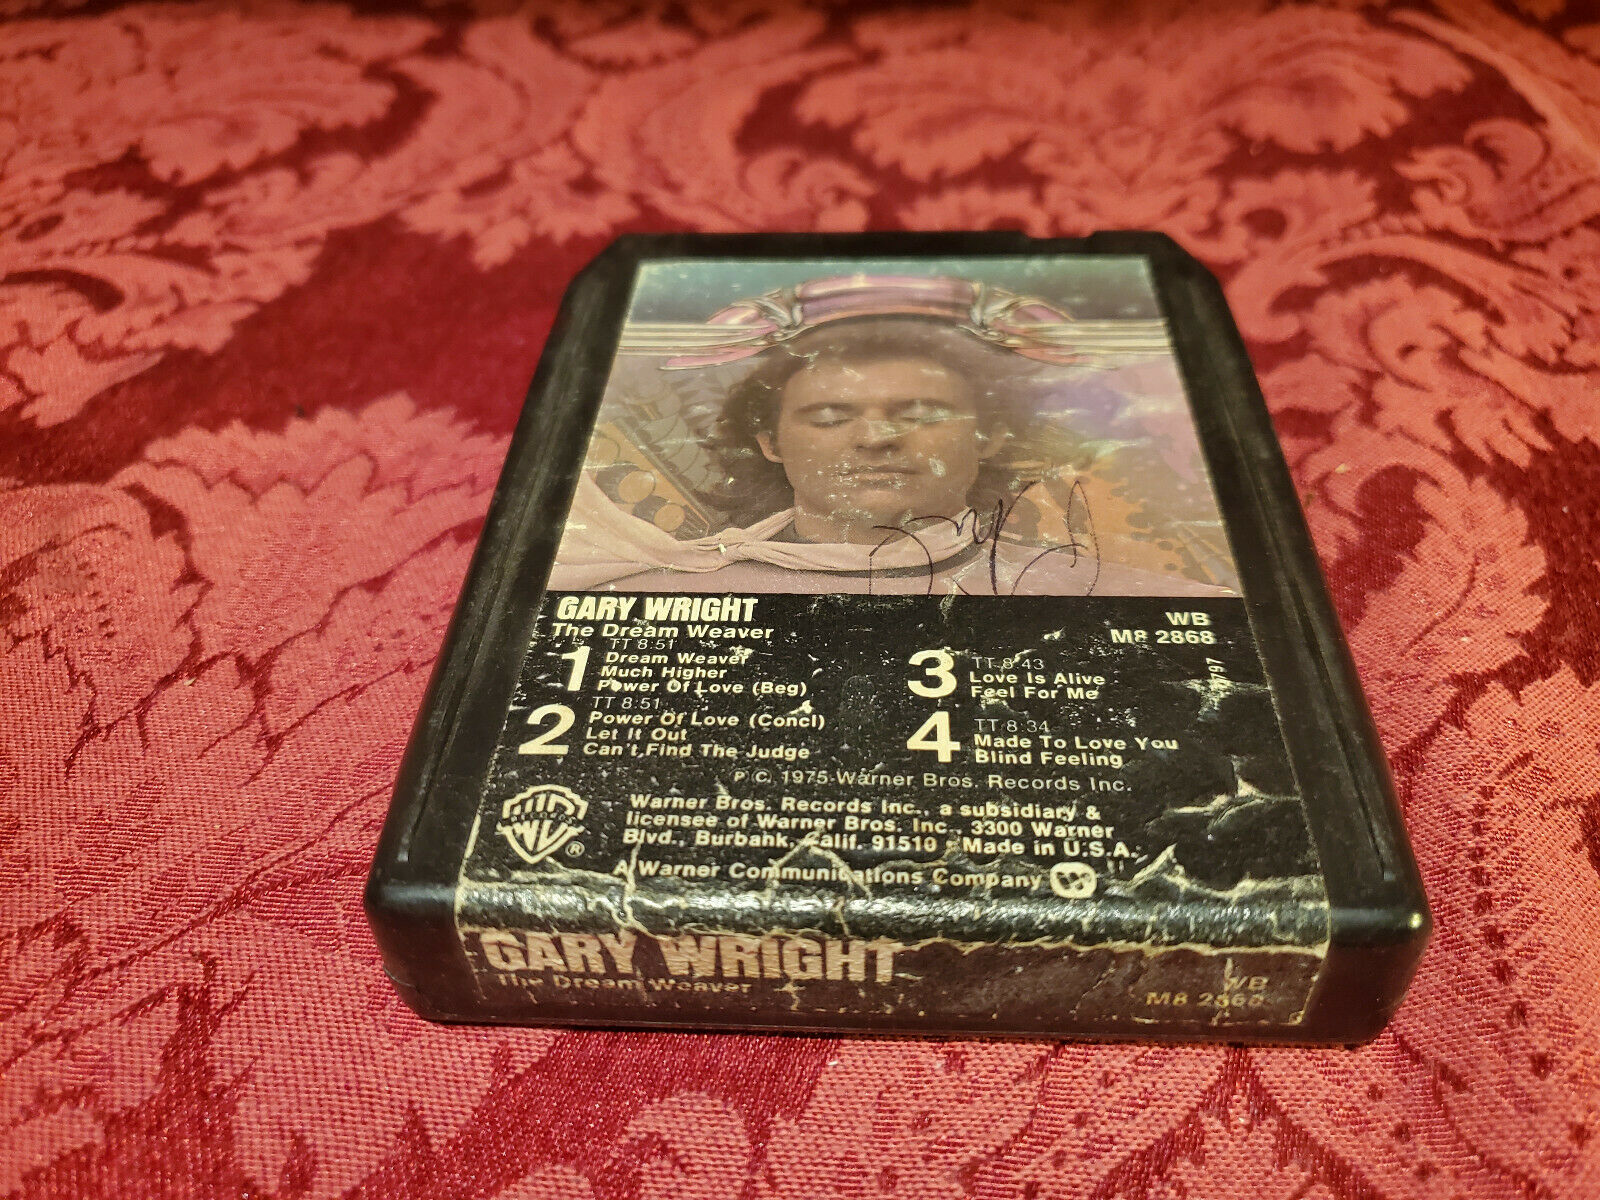 GARY WRIGHT
The Dream Weaver
WB
M8 2868
1
TT 8:51
Dream Weaver
Much Higher
Power Of Love (Beg)
2
TT 8:51
Power Of Love (Concl)
Let It Out
Can't Find The Judge
3
TT 8:43
Love Is Alive
Feel For Me
4
TT 8:34
Made To Love You
Blind Feeling
P C 1975 Warner Bros. Records Inc.
RECORDS
Warner Bros. Records Inc., a subsidiary &
licensee of Warner Bros. Inc., 3300 Warner
Blvd., Burbank, Calif. 91510 • Made in U.S.A.
A Warner Communications Company
GARY WRIGHT
The Dream Weaver
WB
M8 2868